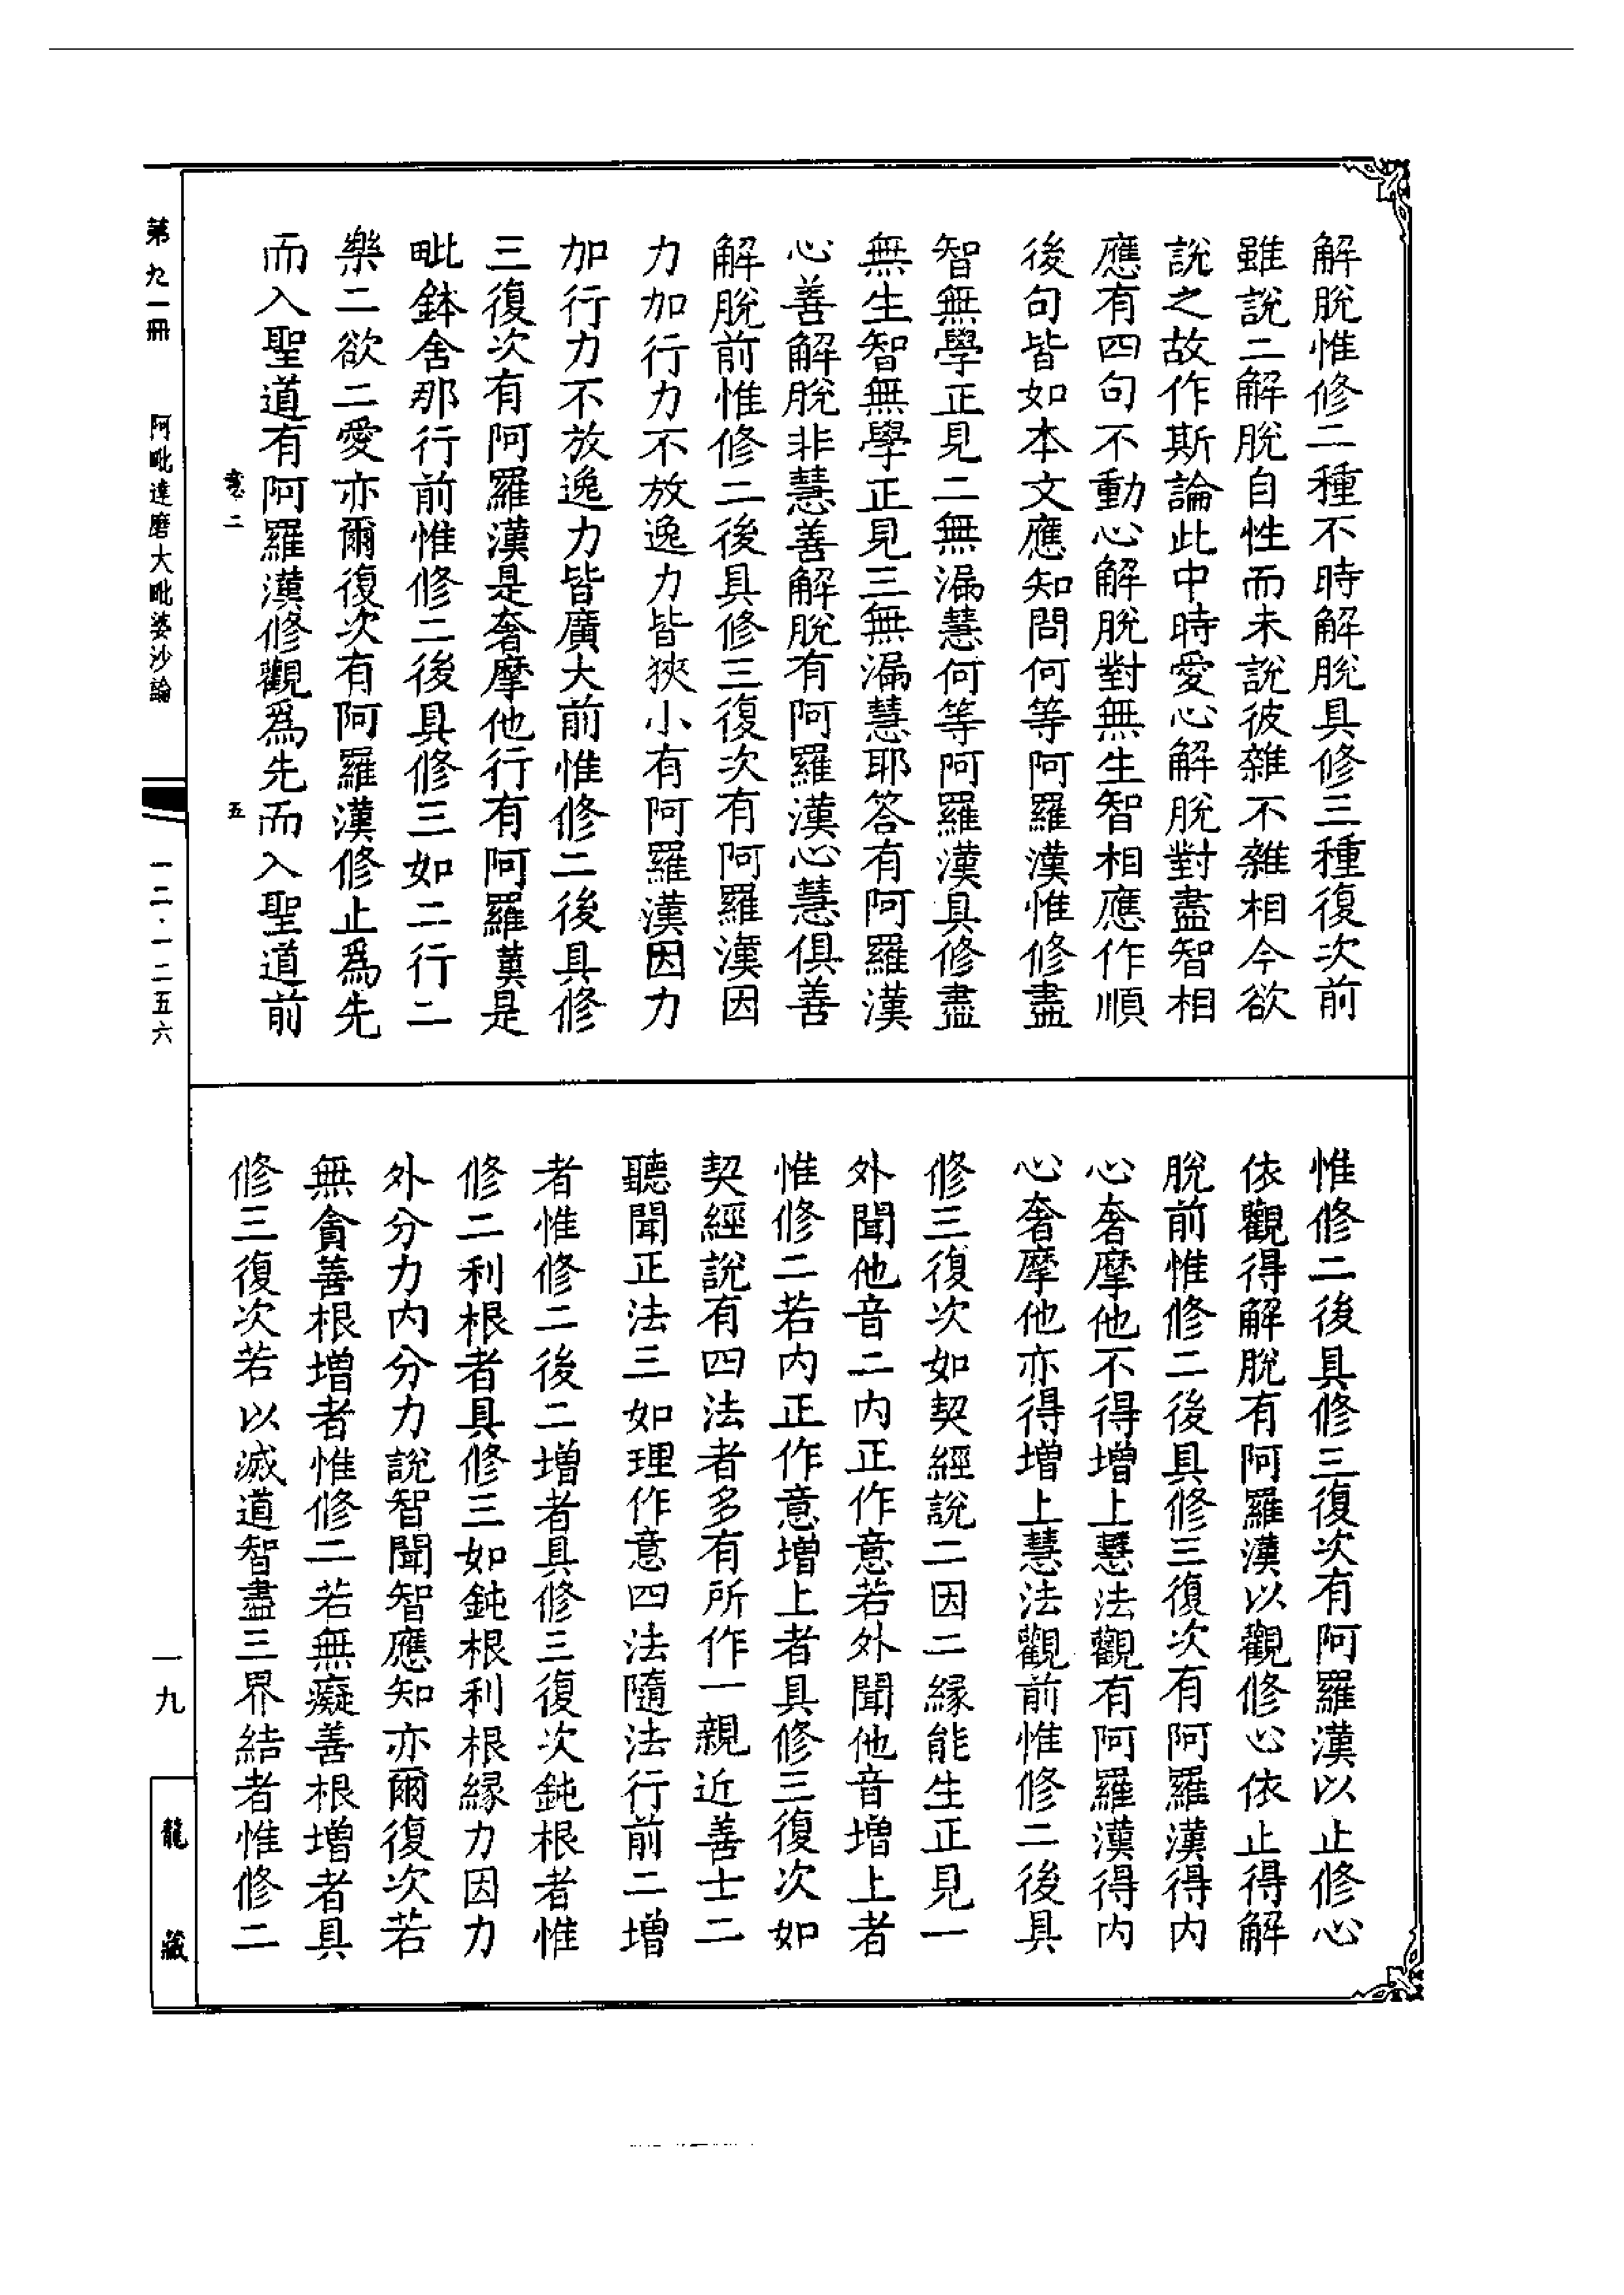 解脫惟修二種不時解脫具修三種復次前
雖說二解脫自性而未說彼雜不雜相今欲
說之故作斯論此中時愛心解脫對盡智相
應有四句不動心解脫對無生智相應作順
後句皆如本文應知問何等阿羅漢惟修盡
智無學正見二無漏慧何等阿羅漢具修盡
無生智無學正見三無漏慧耶答有阿羅漢
心善解脫非慧善解脫有阿羅漢心慧俱善
解脫前惟修二後具修三復次有阿羅漢因
力加行力不放逸力皆狹小有阿羅漢因力
加行力不放逸力皆廣大前惟修二後具修
三復次有阿羅漢是奢摩他行有阿羅漢是
毗鉢舍那行前惟修二後具修三如二行二
樂二欲二愛亦爾復次有阿羅漢修止爲先
而入聖道有阿羅漢修觀爲先而入聖道前
惟修二後具修三復次有阿羅漢以止修心
依觀得解脫有阿羅漢以觀修心依止得解
脫前惟修二後具修三復次有阿羅漢得內
心奢摩他不得增上慧法觀有阿羅漢得內
心奢摩他亦得增上慧法觀前惟修二後具
修三復次如契經說二因二緣能生正見一
外聞他音二內正作意若外聞他音增上者
惟修二若內正作意增上者具修三復次如
契經說有四法者多有所作一親近善士二
聽聞正法三如理作意四法隨法行前二增
者惟修二後二增者具修三復次鈍根者惟
修二利根者具修三如鈍根利根緣力因力
外分力內分力說智聞智應知亦爾復次若
無貪善根增者惟修二若無癡善根增者具
修三復次若以滅道智盡三界結者惟修二
第九一冊
阿毗達磨大毗婆沙論
二
五
一二·一二五六
一九
龍藏